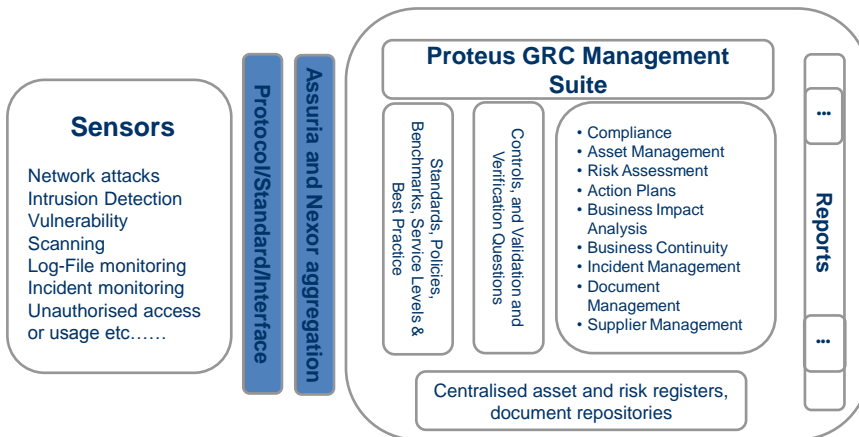 Sensors
Network attacks
Intrusion Detection
Vulnerability
Scanning
Log-File monitoring
Incident monitoring
Unauthorised access
or usage etc……
Protocol/Standard/Interface
Assuria and Nexor aggregation
Proteus GRC Management
Suite
Standards, Policies,
Benchmarks, Service Levels &
Best Practice
Controls, and Validation and
Verification Questions
• Compliance
• Asset Management
• Risk Assessment
• Action Plans
• Business Impact
Analysis
• Business Continuity
• Incident Management
• Document
Management
• Supplier Management
Centralised asset and risk registers,
document repositories
...
Reports
...